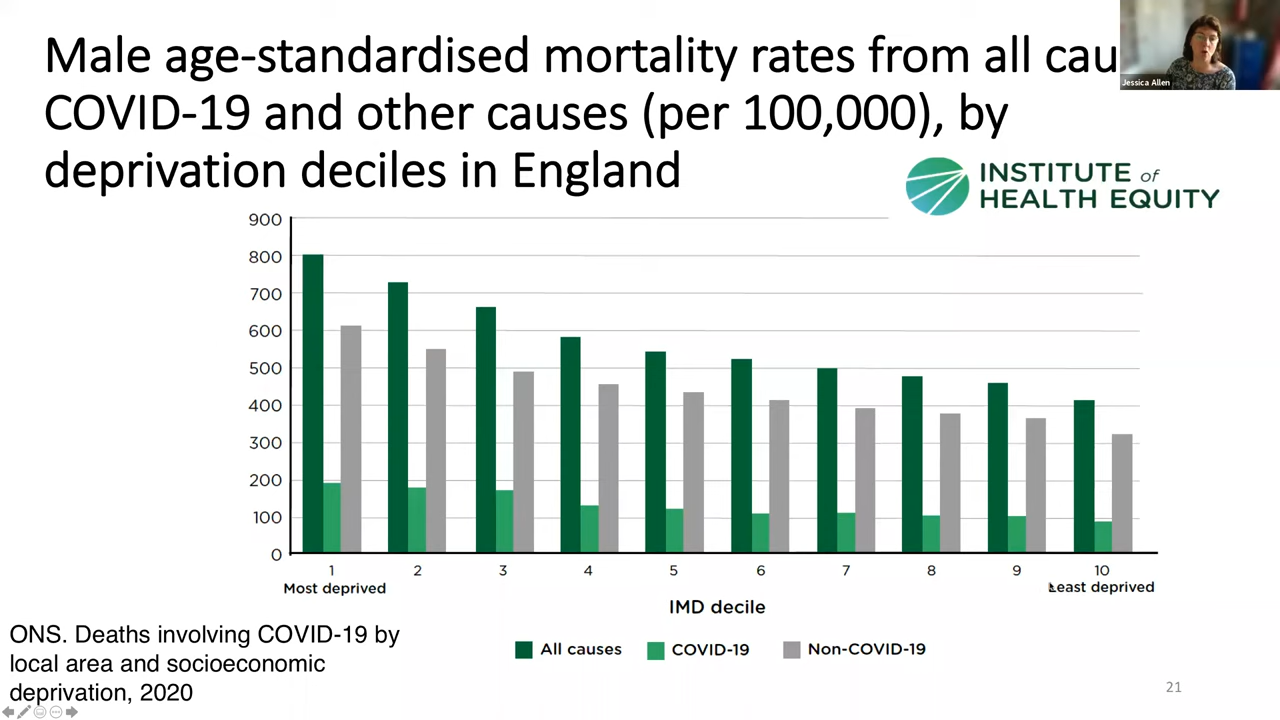 Male age-standardised mortality rates from all cau
COVID-19 and other causes (per 100,000), by
deprivation deciles in England
Jessica Allen
INSTITUTE of
HEALTH EQUITY
900
800
700
600
500
400
300
200
100
0
1 2 3 4 5 6 7 8 9 10
Most deprived Least deprived
IMD decile
All causes COVID-19 Non-COVID-19
ONS. Deaths involving COVID-19 by
local area and socioeconomic
deprivation, 2020
21